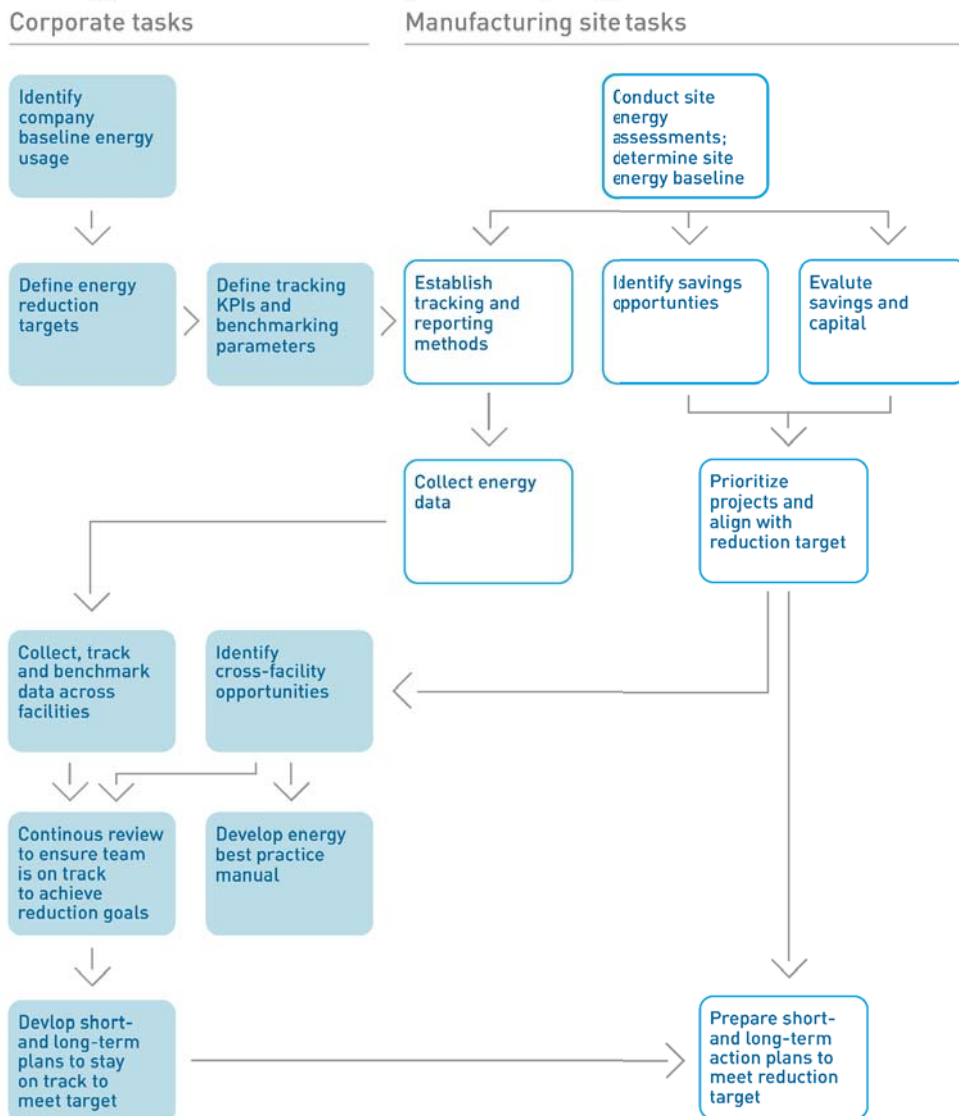 Corporate tasks
Manufacturing site tasks
Identify
company
baseline energy
usage
Conduct site
energy
assessments;
determine site
energy baseline
Define energy
reduction
targets
Define tracking
KPIs and
benchmarking
parameters
Establish
tracking and
reporting
methods
Identify savings
opportunties
Evalute
savings and
capital
Collect energy
data
Prioritize
projects and
align with
reduction target
Collect, track
and benchmark
data across
facilities
Identify
cross-facility
opportunities
Continous review
to ensure team
is on track
to achieve
reduction goals
Develop energy
best practice
manual
Devlop short-
and long-term
plans to stay
on track to
meet target
Prepare short-
and long-term
action plans to
meet reduction
target